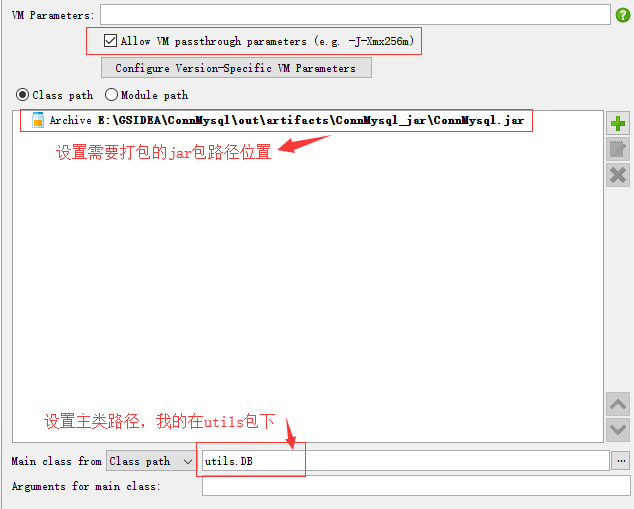 VM Parameters:
Allow VM passthrough parameters (e.g. -J-Xmx256m)
Configure Version-Specific VM Parameters
Class path Module path
Archive E:\GSIDEA\ConnMysql\out\artifacts\ConnMysql_jar\ConnMysql.jar
设置需要打包的jar包路径位置
设置主类路径，我的在utils包下
Main class from Class path utils.DB ...
Arguments for main class: